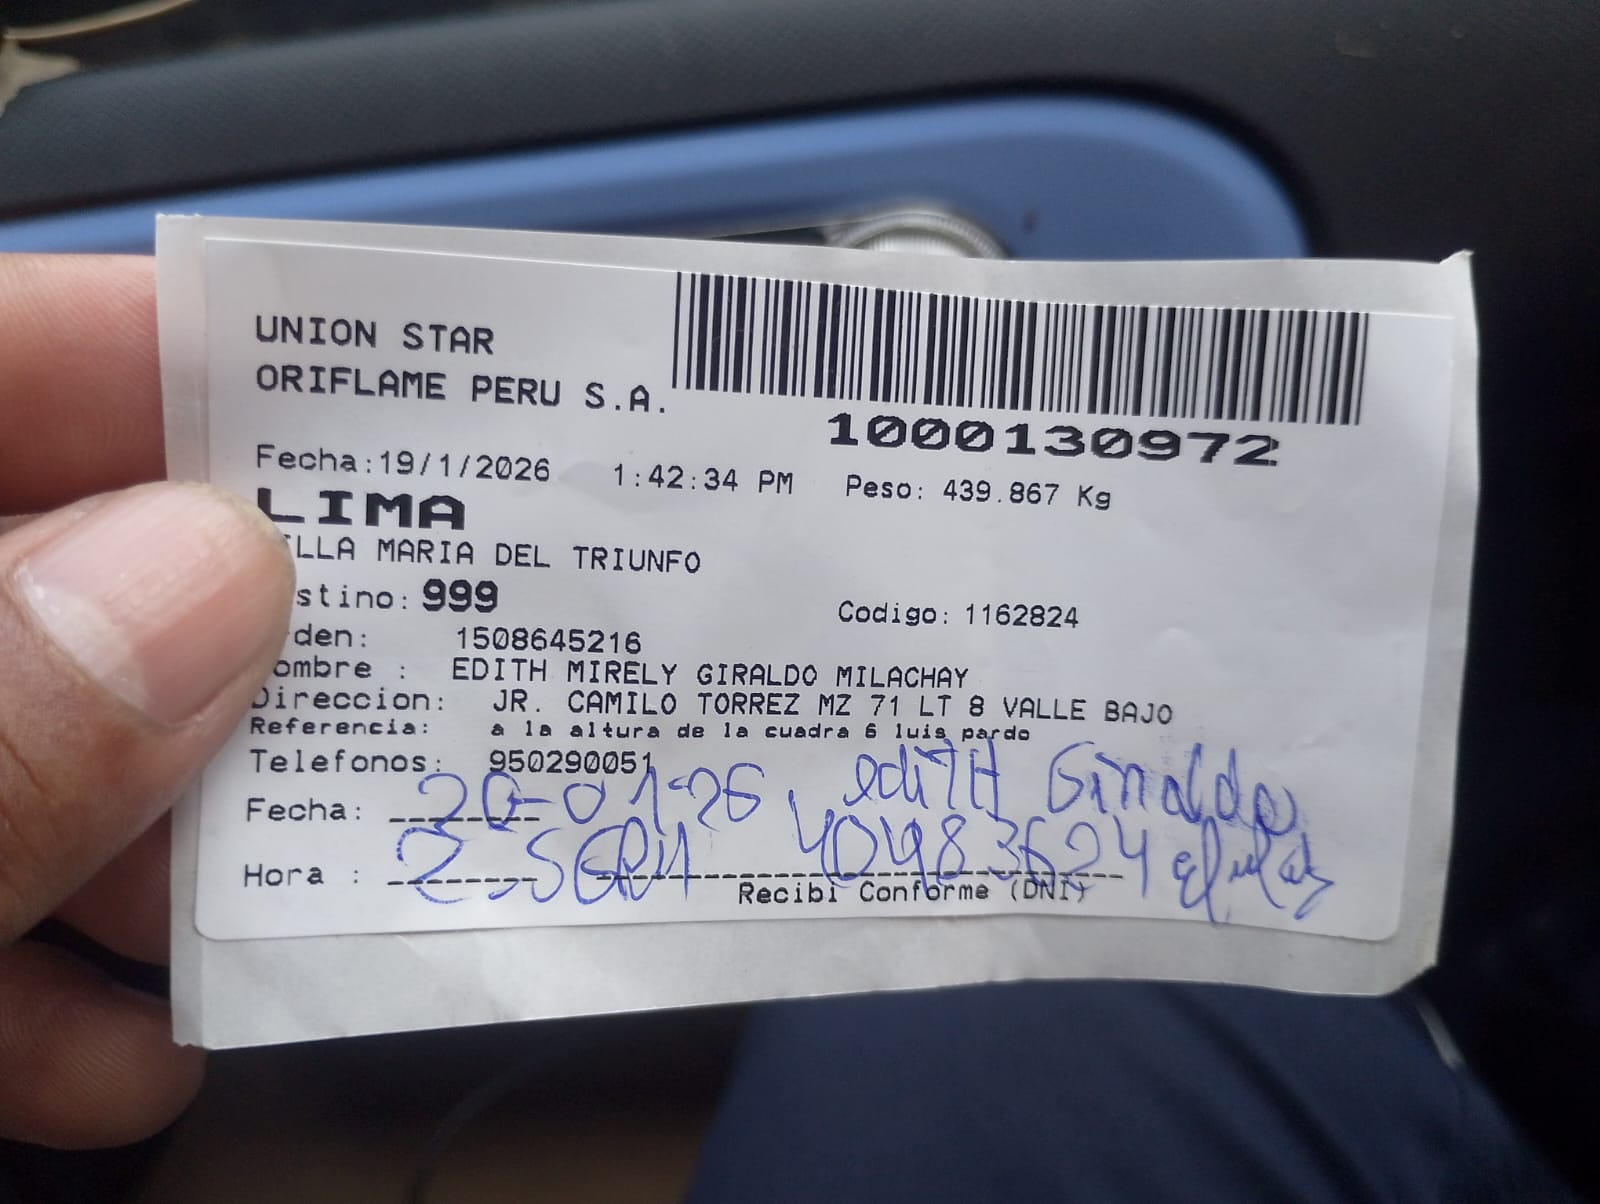 UNION STAR
ORIFLAME PERU S.A.
1000130972
Fecha:19/1/2026 1:42:34 PM Peso: 439.867 Kg
LIMA
ILLA MARIA DEL TRIUNFO
stino: 999 Codigo: 1162824
den: 1508645216
ombre : EDITH MIRELY GIRALDO MILACHAY
Direccion: JR. CAMILO TORREZ MZ 71 LT 8 VALLE BAJO
Referencia: a la altura de la cuadra 6 luis pardo
Telefonos: 950290051
Fecha: 20-01-26 edith Giraldo
Hora : 40483624
Recibi Conforme (DNI)